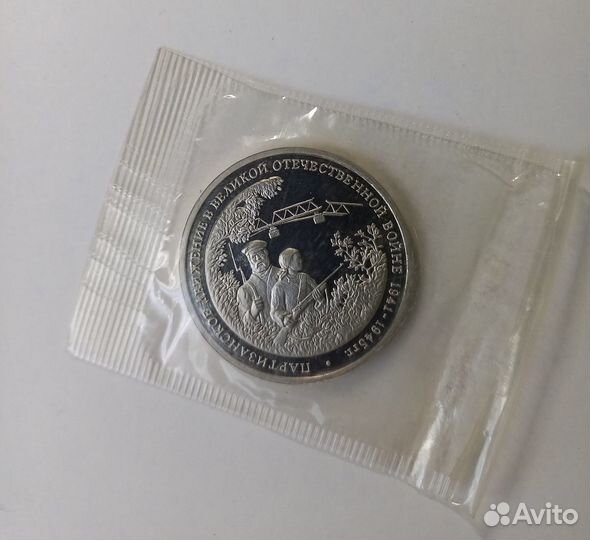 ПАРТИЗАНСКОЕ ДВИЖЕНИЕ В ВЕЛИКОЙ ОТЕЧЕСТВЕННОЙ ВОЙНЕ 1941-1945гг.
Avito